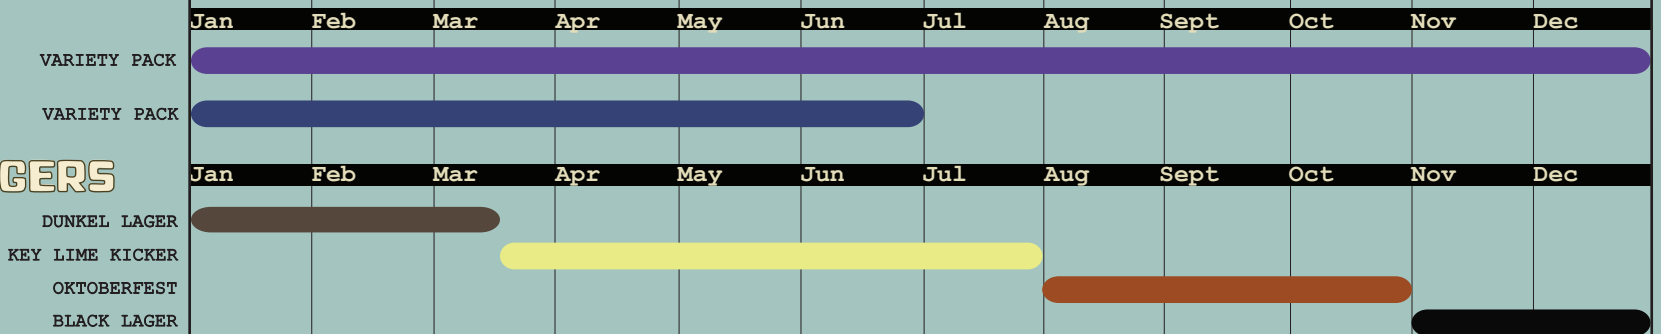 Jan Feb Mar Apr May Jun Jul Aug Sept Oct Nov Dec
VARIETY PACK
VARIETY PACK
GERS
Jan Feb Mar Apr May Jun Jul Aug Sept Oct Nov Dec
DUNKEL LAGER
KEY LIME KICKER
OKTOBERFEST
BLACK LAGER